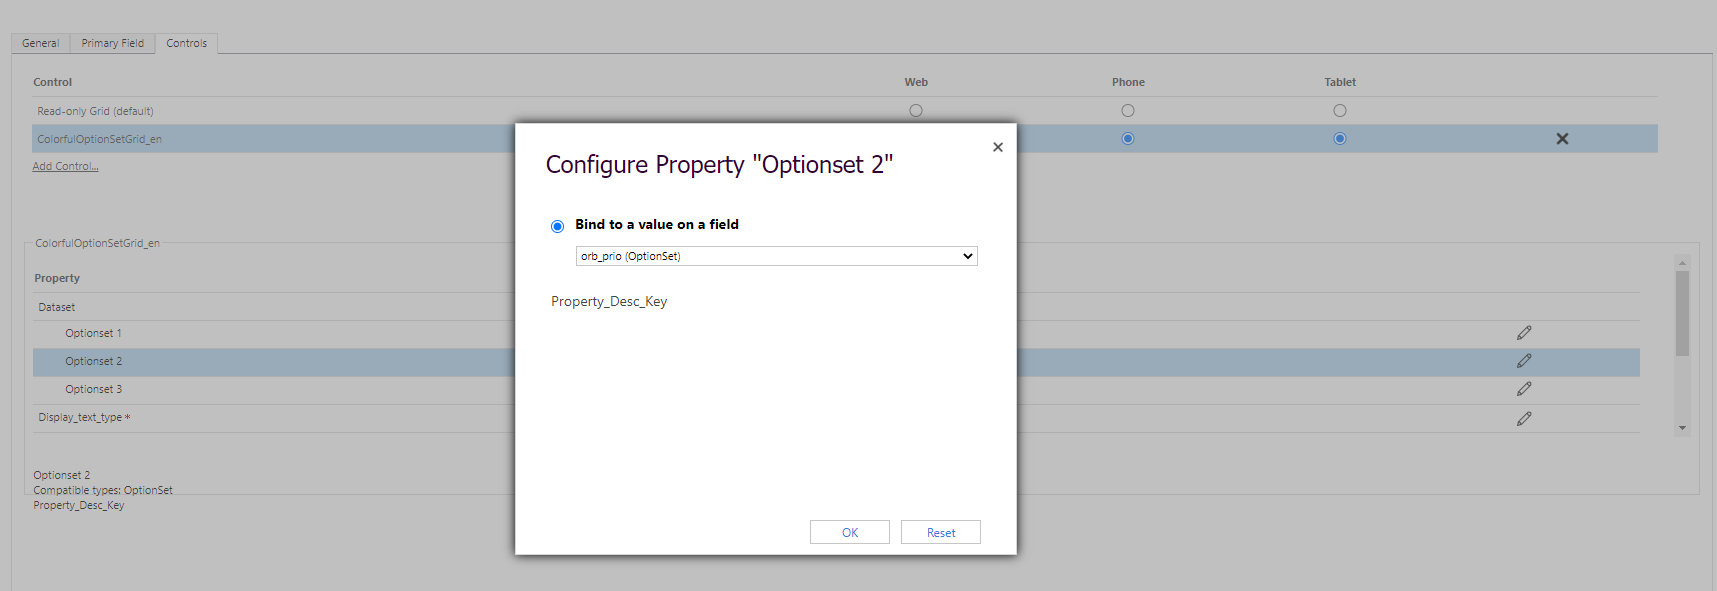 General Primary Field Controls
Control Web Phone Tablet
Read-only Grid (default)
ColorfulOptionSetGrid_en
Add Control...
Configure Property "Optionset 2"
Bind to a value on a field
orb_prio (OptionSet)
Property_Desc_Key
OK Reset
ColorfulOptionSetGrid_en
Property
Dataset
Optionset 1
Optionset 2
Optionset 3
Display_text_type *
Optionset 2
Compatible types: OptionSet
Property_Desc_Key